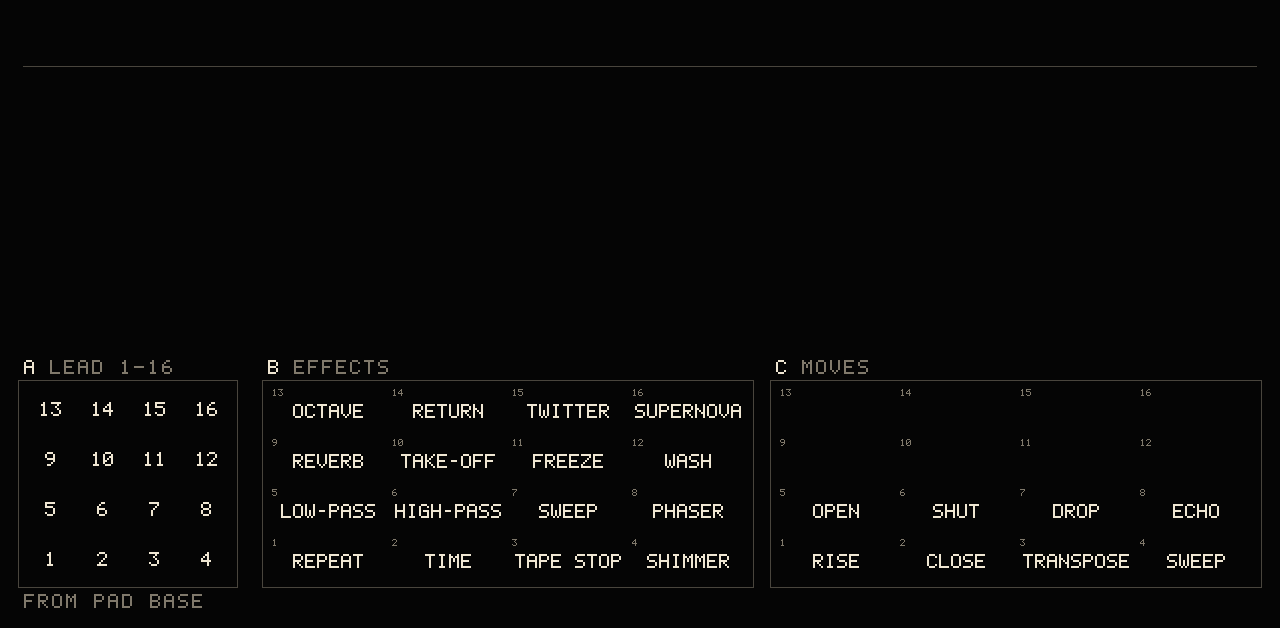 A LEAD 1-16
13 14 15 16
9 10 11 12
5 6 7 8
1 2 3 4
FROM PAD BASE
B EFFECTS
13 OCTAVE 14 RETURN 15 TWITTER 16 SUPERNOVA
9 REVERB 10 TAKE-OFF 11 FREEZE 12 WASH
5 LOW-PASS 6 HIGH-PASS 7 SWEEP 8 PHASER
1 REPEAT 2 TIME 3 TAPE STOP 4 SHIMMER
C MOVES
13 14 15 16
9 10 11 12
5 OPEN 6 SHUT 7 DROP 8 ECHO
1 RISE 2 CLOSE 3 TRANSPOSE 4 SWEEP